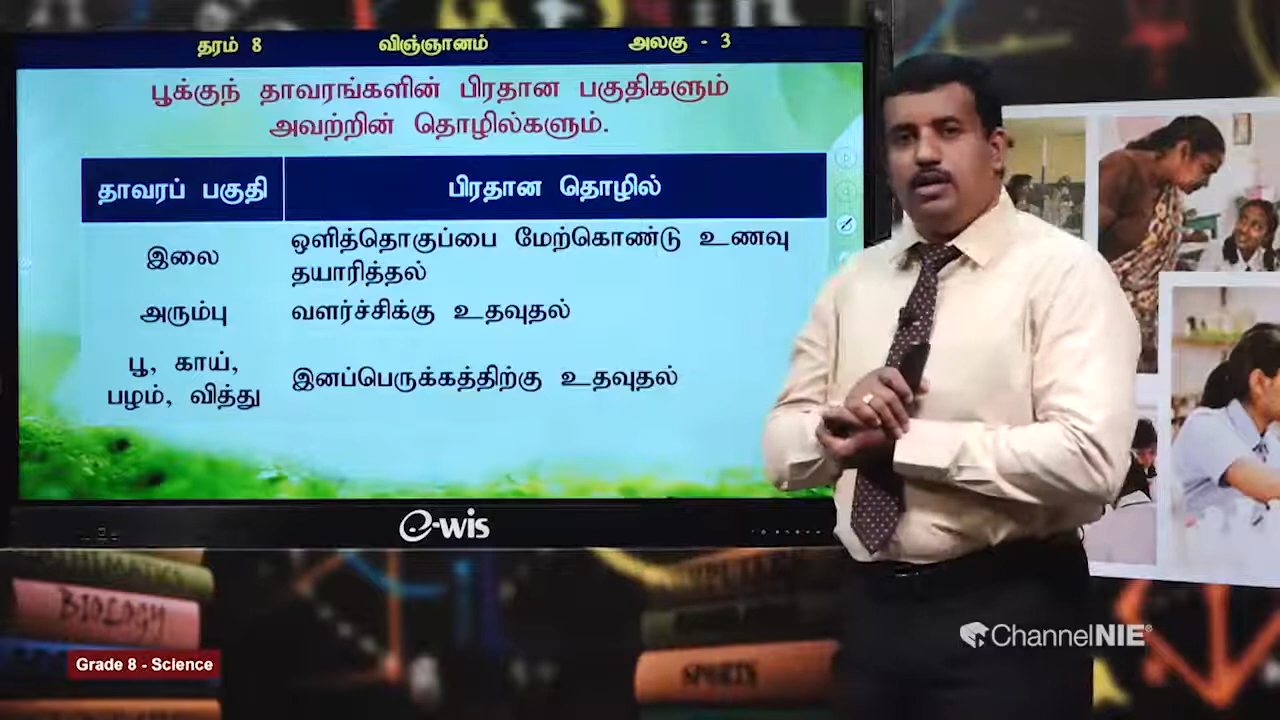 தரம் 8 விஞ்ஞானம் அலகு - 3
பூக்குந் தாவரங்களின் பிரதான பகுதிகளும்
அவற்றின் தொழில்களும்.
தாவரப் பகுதி பிரதான தொழில்
இலை ஒளித்தொகுப்பை மேற்கொண்டு உணவு
தயாரித்தல்
அரும்பு வளர்ச்சிக்கு உதவுதல்
பூ, காய்,
பழம், வித்து இனப்பெருக்கத்திற்கு உதவுதல்
e-wis
BIOLOGY
SPORTS
ChannelNIE
Grade 8 - Science